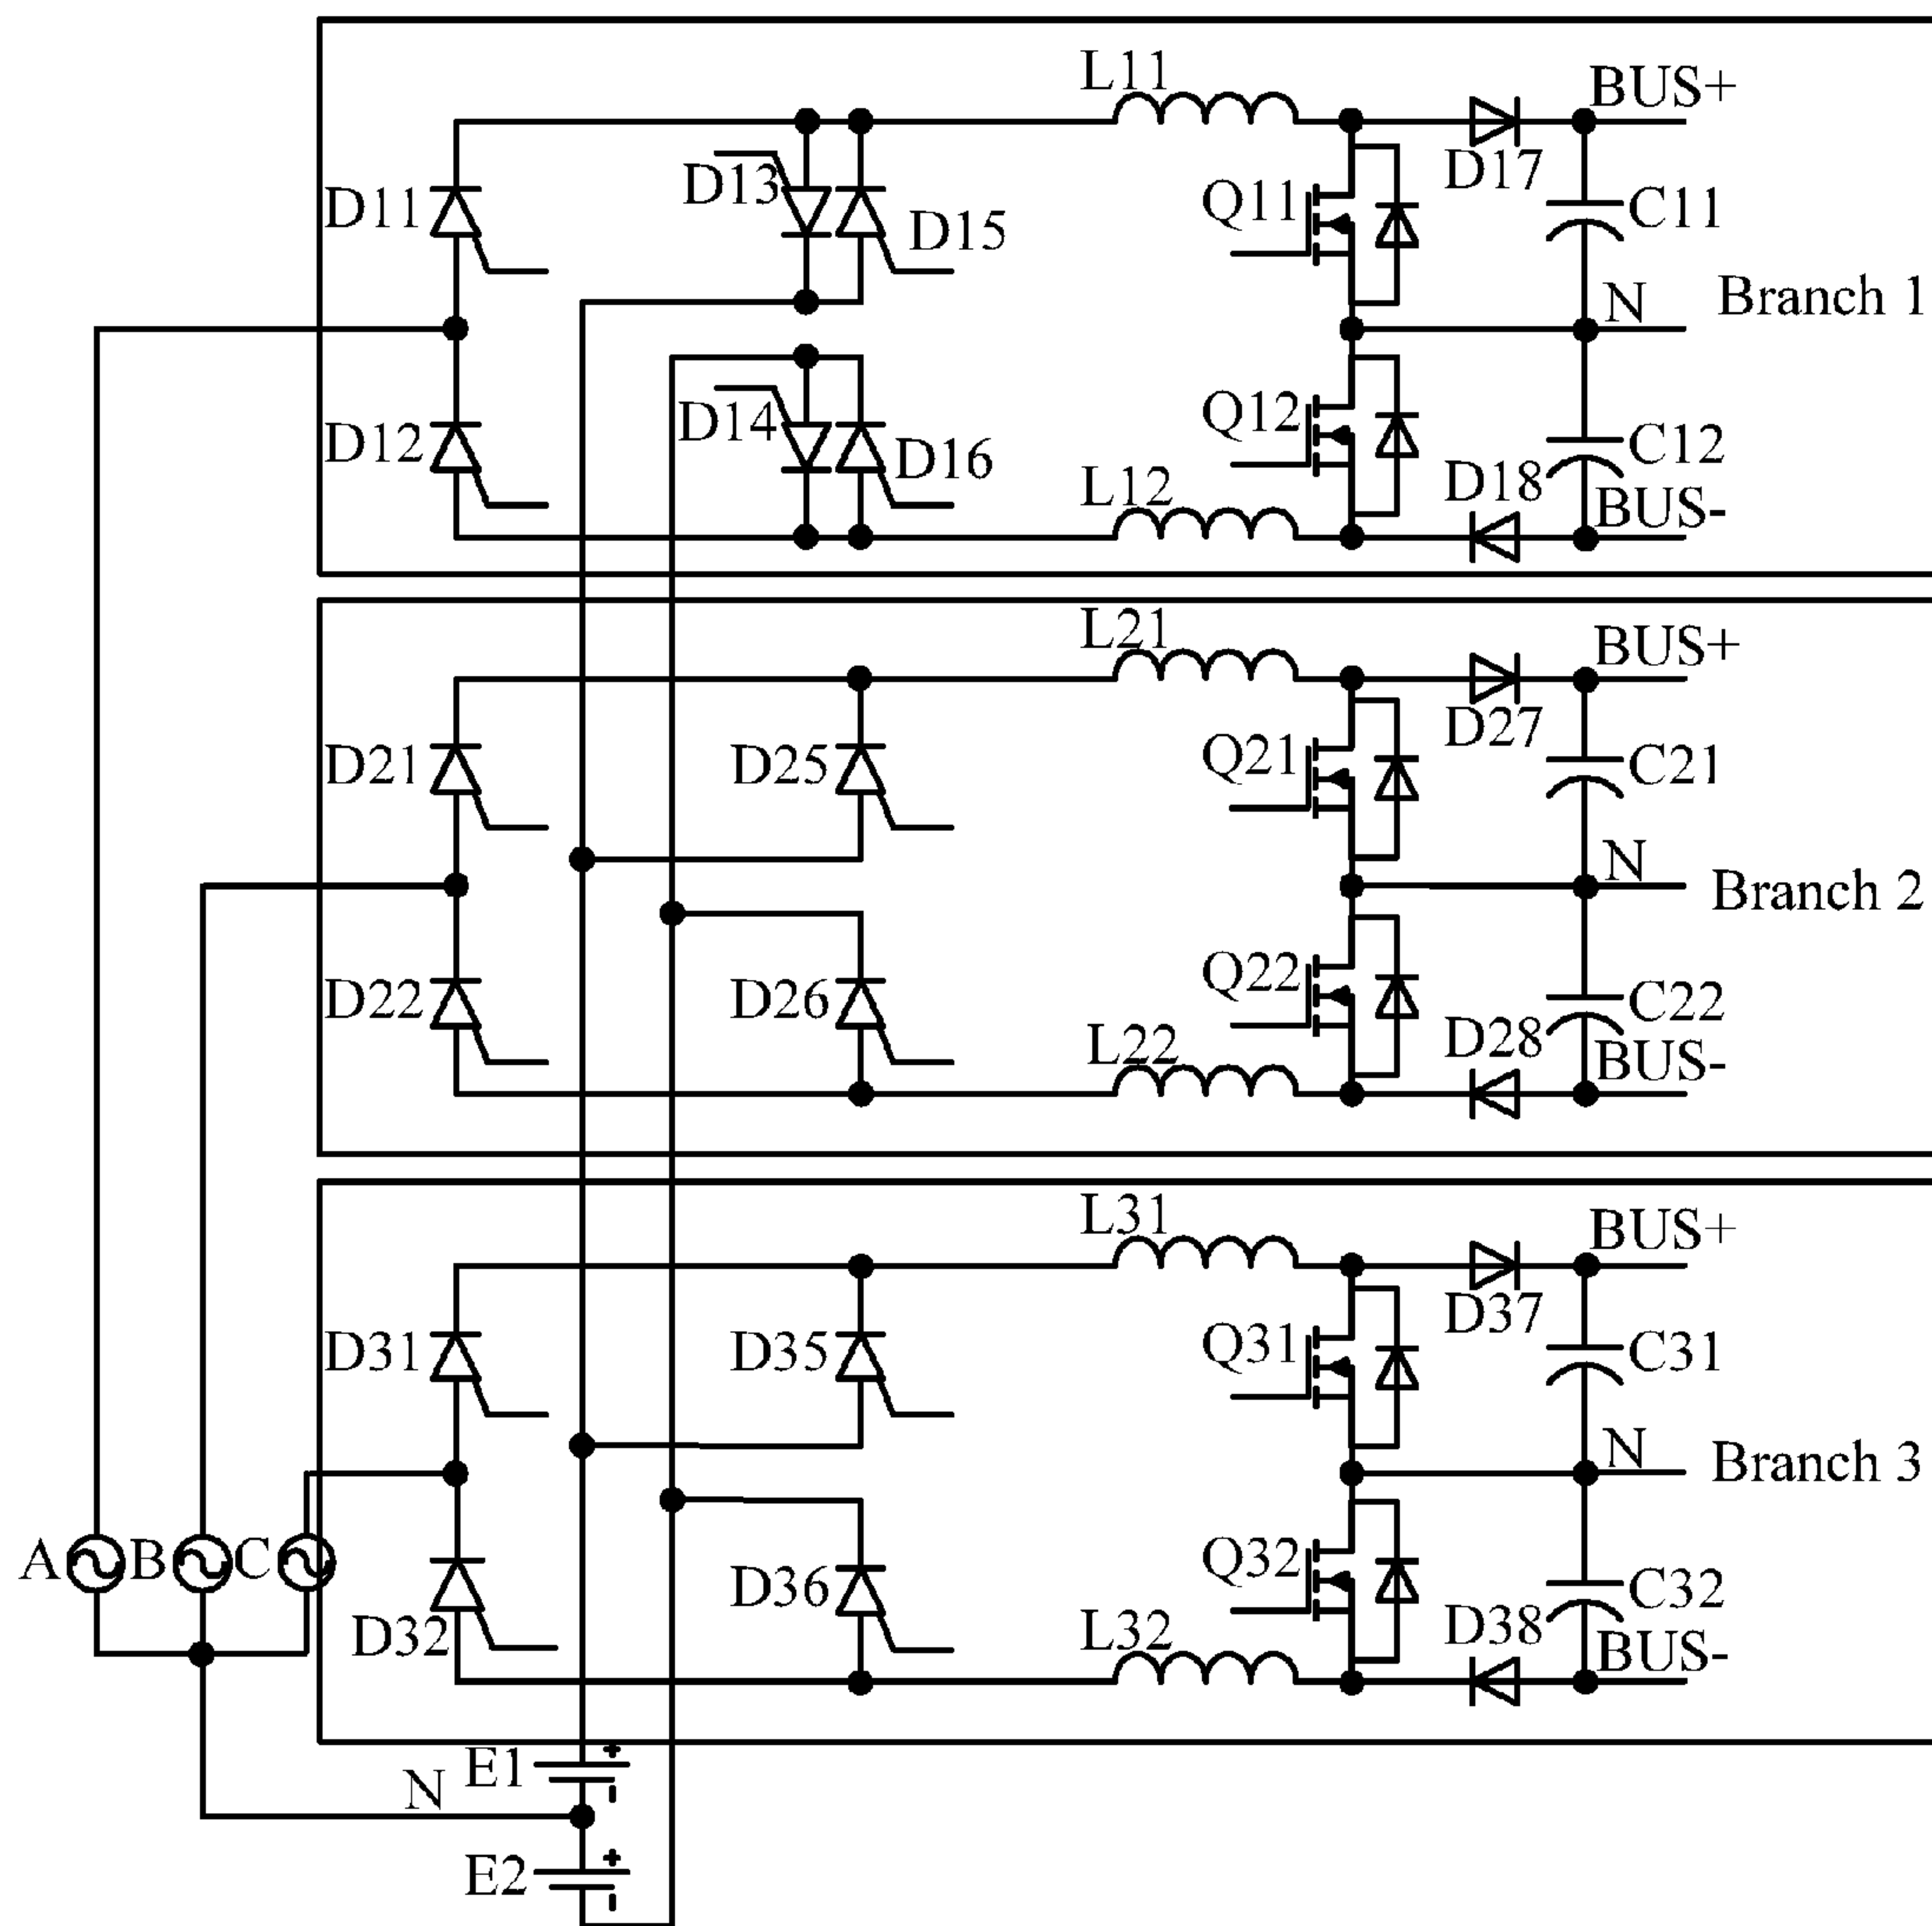 L11
BUS+
D13
D17
D11
Q11
C11
D15
N
Branch 1
D14
Q12
D12
D16
C12
L12
D18
BUS-
L21
BUS+
D27
D21
D25
Q21
C21
N
Branch 2
Q22
D22
D26
C22
L22
D28
BUS-
L31
BUS+
D37
D31
D35
Q31
C31
N
Branch 3
A
B
C
Q32
D36
C32
D32
L32
D38
BUS-
+
E1
-
N
+
E2
-